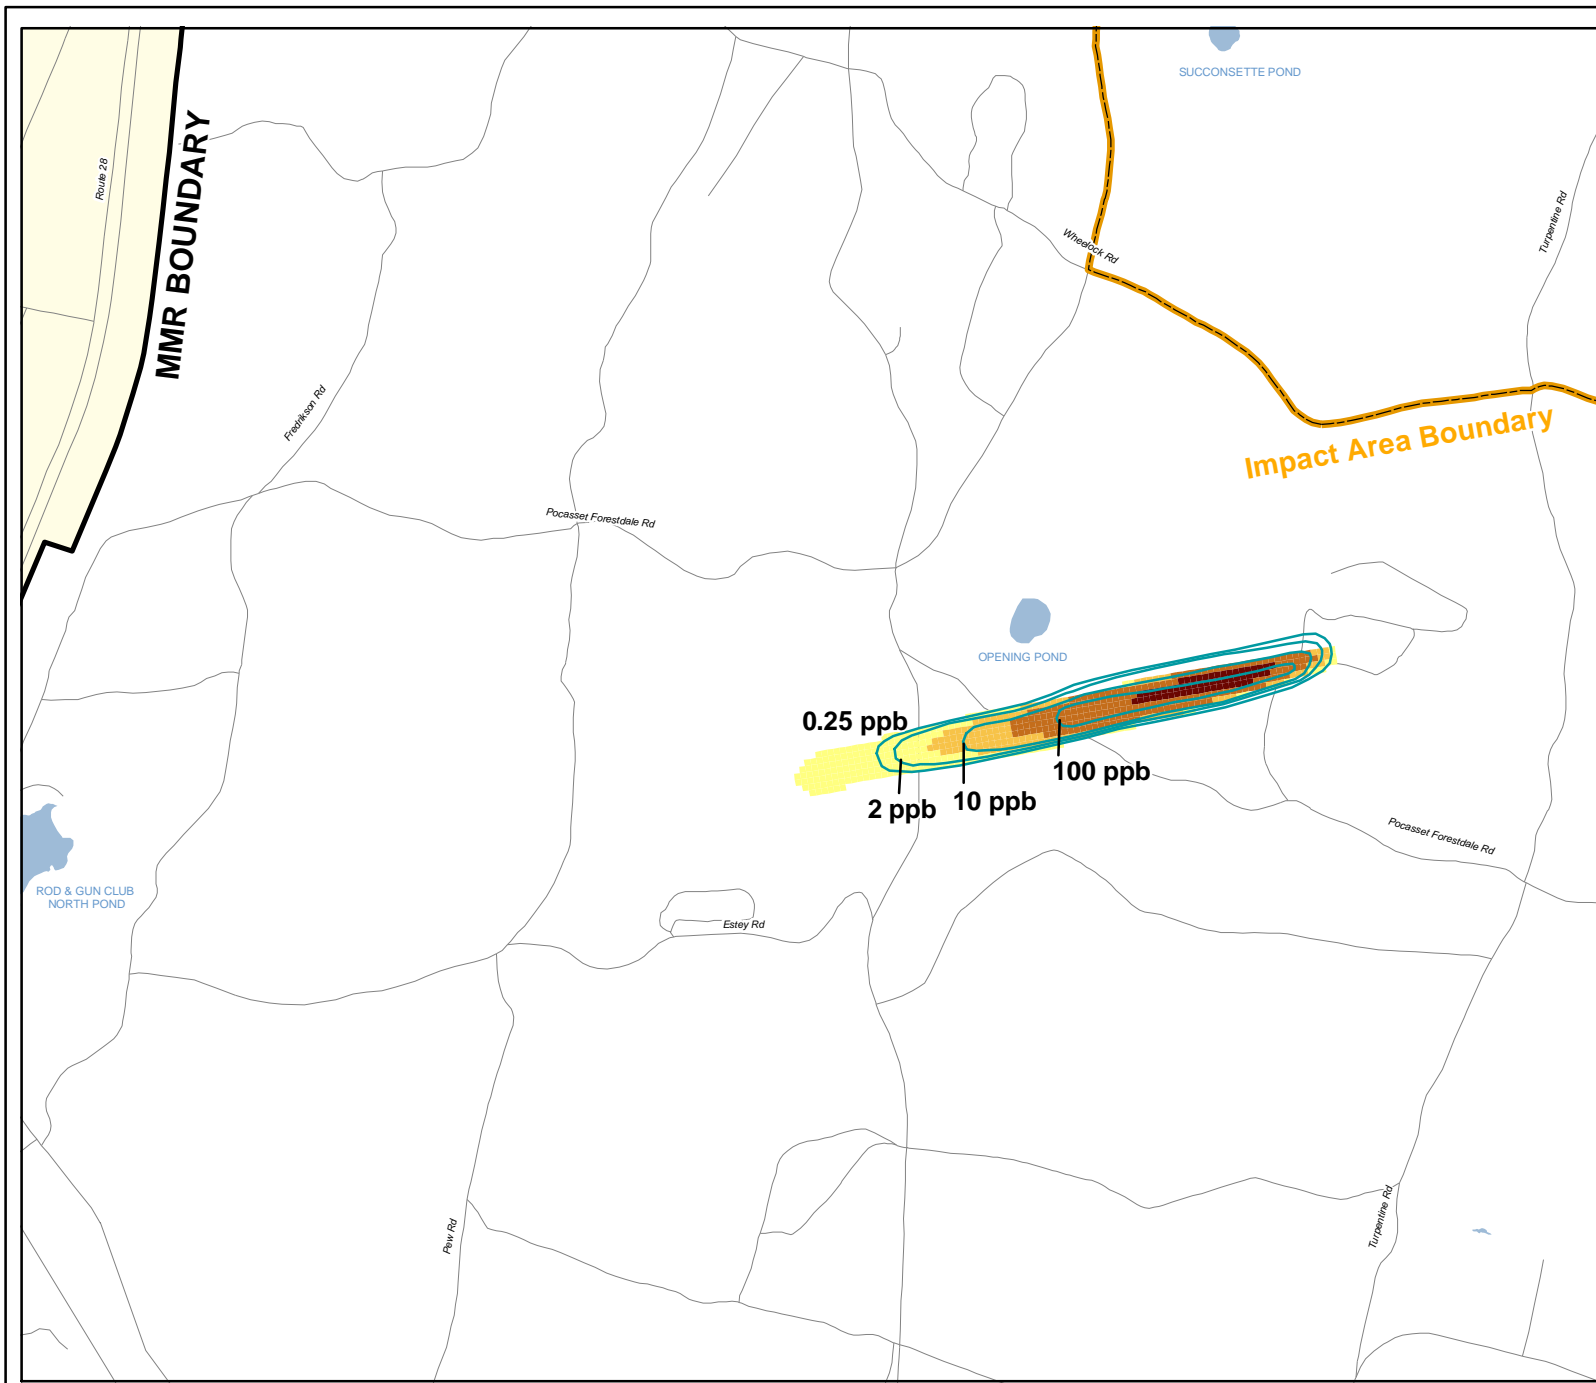 SUCCONSETTE POND
Route 28
MMR BOUNDARY
Turpentine Rd
Wheelock Rd
Fredrikson Rd
Impact Area Boundary
Pocasset Forestdale Rd
OPENING POND
0.25 ppb
100 ppb
2 ppb
10 ppb
Pocasset Forestdale Rd
ROD & GUN CLUB
NORTH POND
Estey Rd
Pew Rd
Turpentine Rd